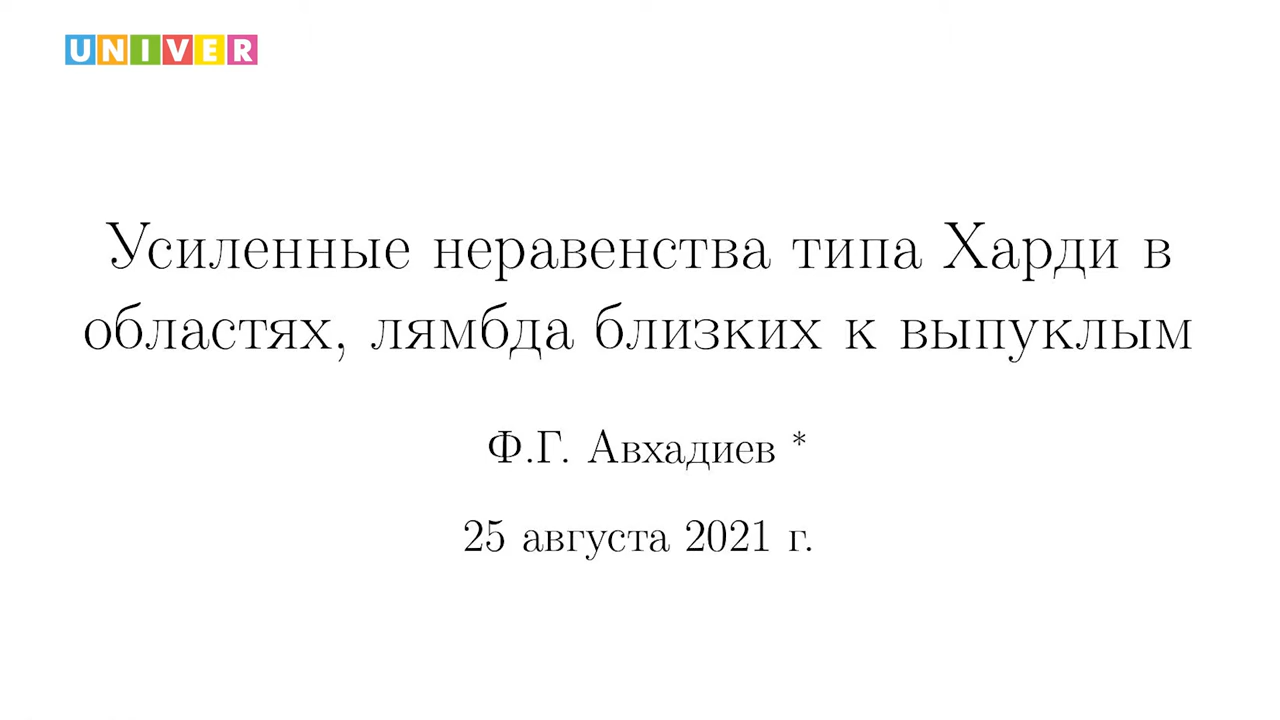 UNIVER
Усиленные неравенства типа Харди в
областях, лямбда близких к выпуклым
Ф.Г. Авхадиев *
25 августа 2021 г.